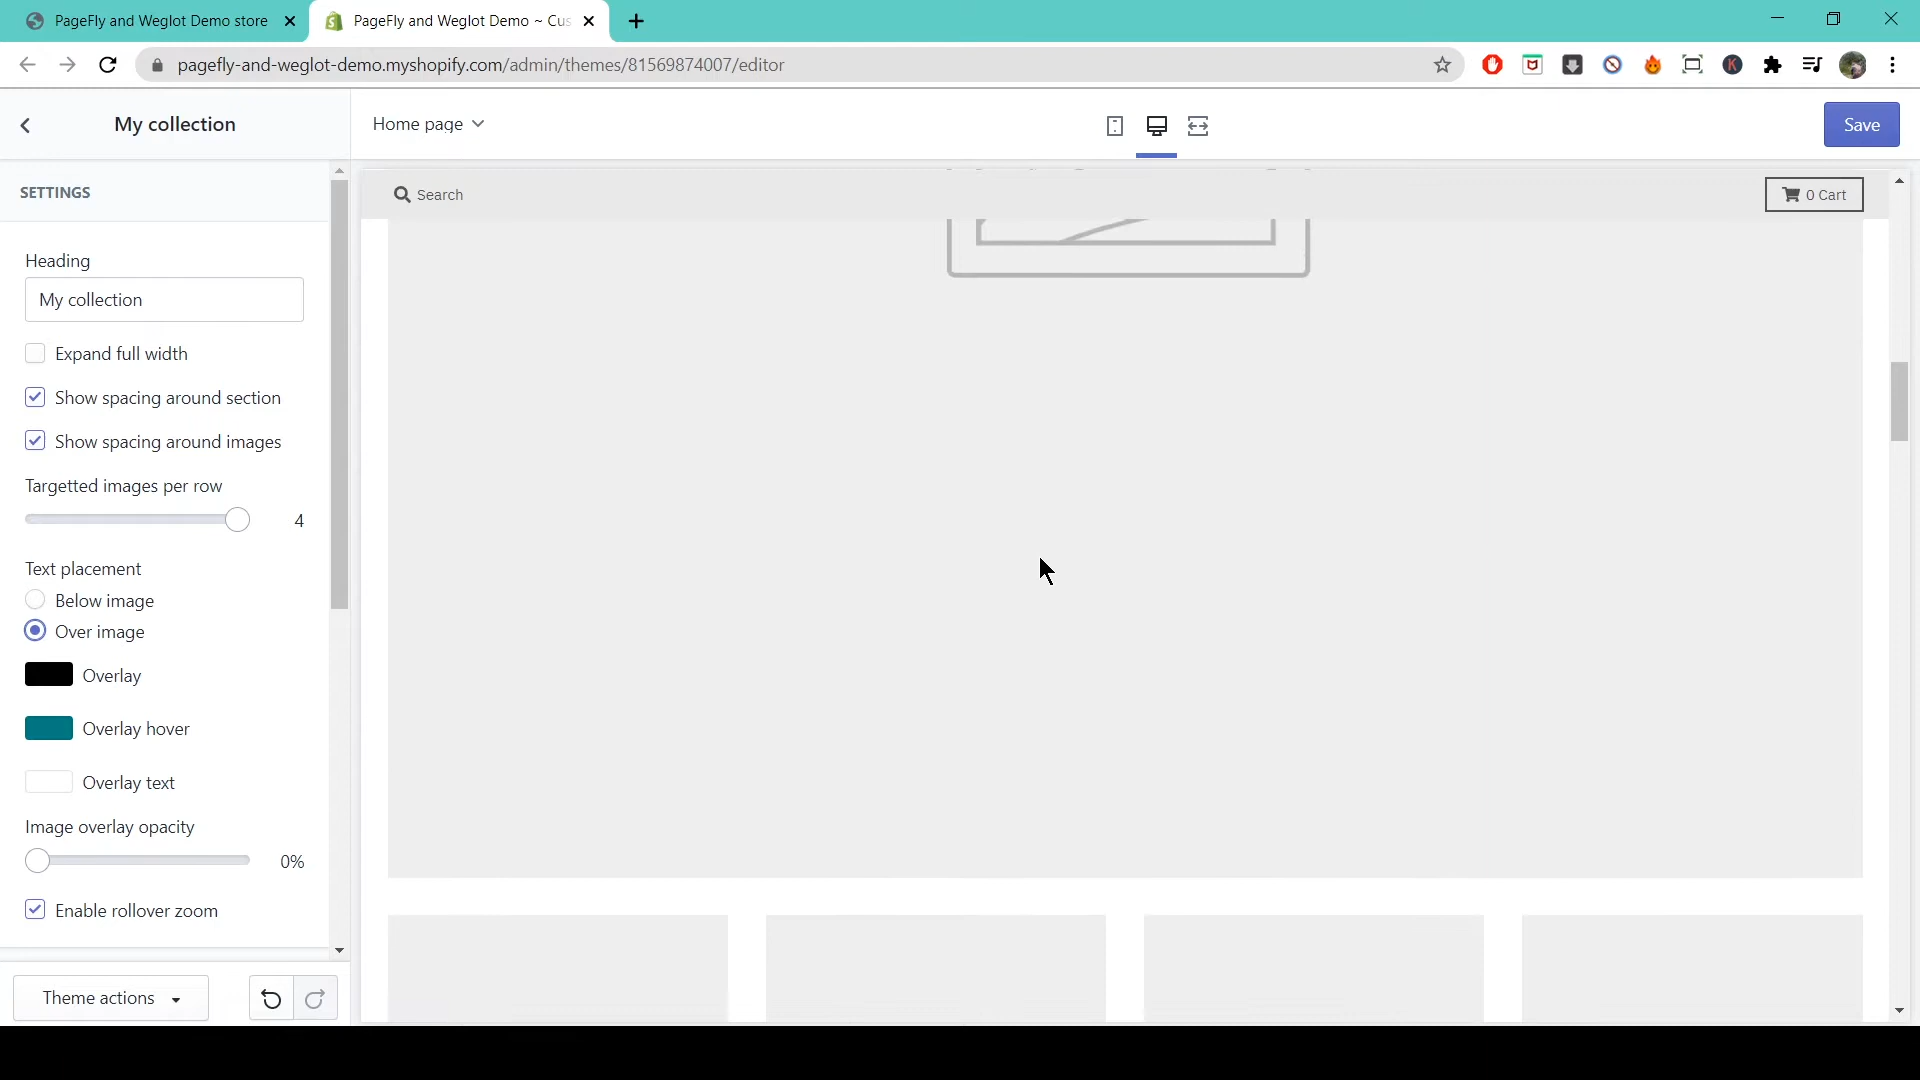 PageFly and Weglot Demo store
PageFly and Weglot Demo ~ Cus
pagefly-and-weglot-demo.myshopify.com/admin/themes/81569874007/editor
My collection
Home page
Save
SETTINGS
Search
0 Cart
Heading
My collection
Expand full width
Show spacing around section
Show spacing around images
Targetted images per row
4
Text placement
Below image
Over image
Overlay
Overlay hover
Overlay text
Image overlay opacity
0%
Enable rollover zoom
Theme actions